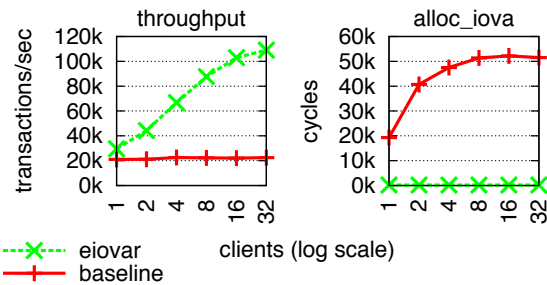 throughput
transactions/sec
120k
100k
80k
60k
40k
20k
0k
1 2 4 8 16 32
alloc_iova
cycles
60k
50k
40k
30k
20k
10k
0k
1 2 4 8 16 32
clients (log scale)
eiovar
baseline